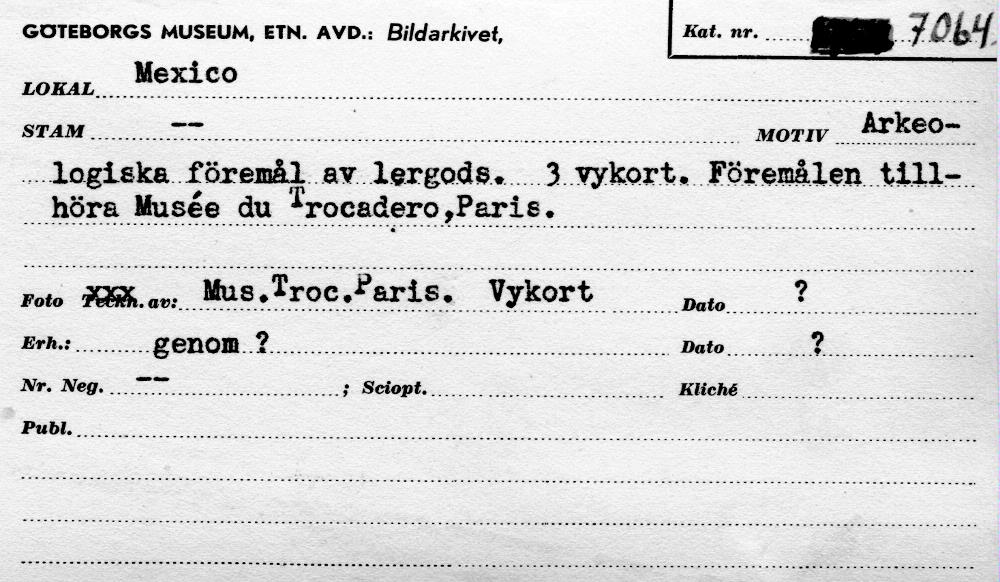 GÖTEBORGS MUSEUM, ETN. AVD.: Bildarkivet,
Kat. nr. 7064.
LOKAL Mexico
STAM -- MOTIV Arkeo-
logiska föremål av lergods. 3 vykort. Föremålen till-
höra Musée du Trocadero,Paris.
Foto Teckn. av: Mus.Troc.Paris. Vykort Dato ?
Erh.: genom ? Dato ?
Nr. Neg. -- ; Sciopt. Kliché
Publ.